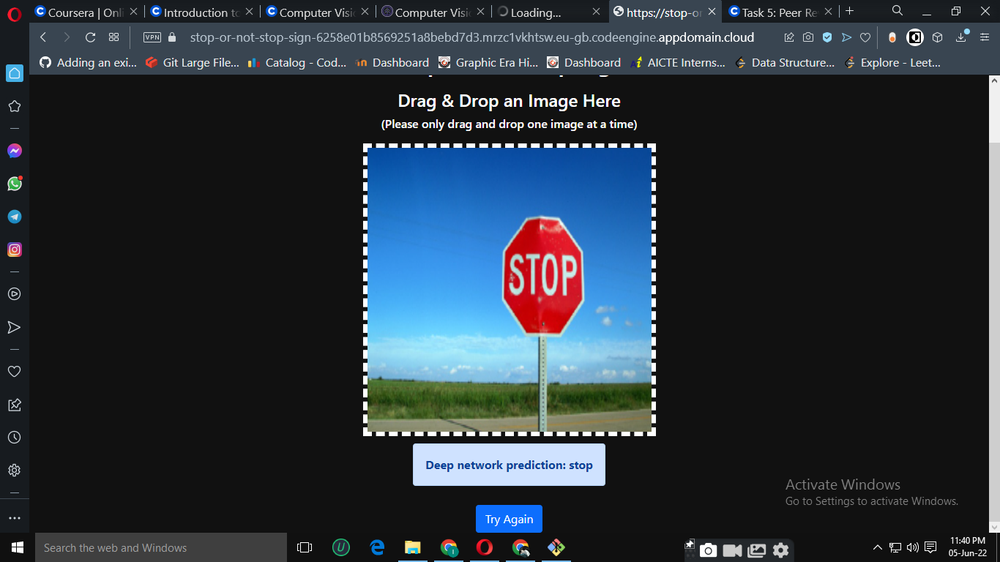 Coursera | Onli
Introduction to
Computer Visi
Computer Visi
Loading...
https://stop-or
Task 5: Peer Re
VPN
stop-or-not-stop-sign-6258e01b8569251a8bebd7d3.mrzc1vkhtsw.eu-gb.codeengine.appdomain.cloud
Adding an exi...
Git Large File...
Catalog - Cod...
Dashboard
Graphic Era Hi...
Dashboard
AICTE Interns...
Data Structure...
Explore - Leet...
Drag & Drop an Image Here
(Please only drag and drop one image at a time)
STOP
Deep network prediction: stop
Try Again
Activate Windows
Go to Settings to activate Windows.
Search the web and Windows
11:40 PM
05-Jun-22